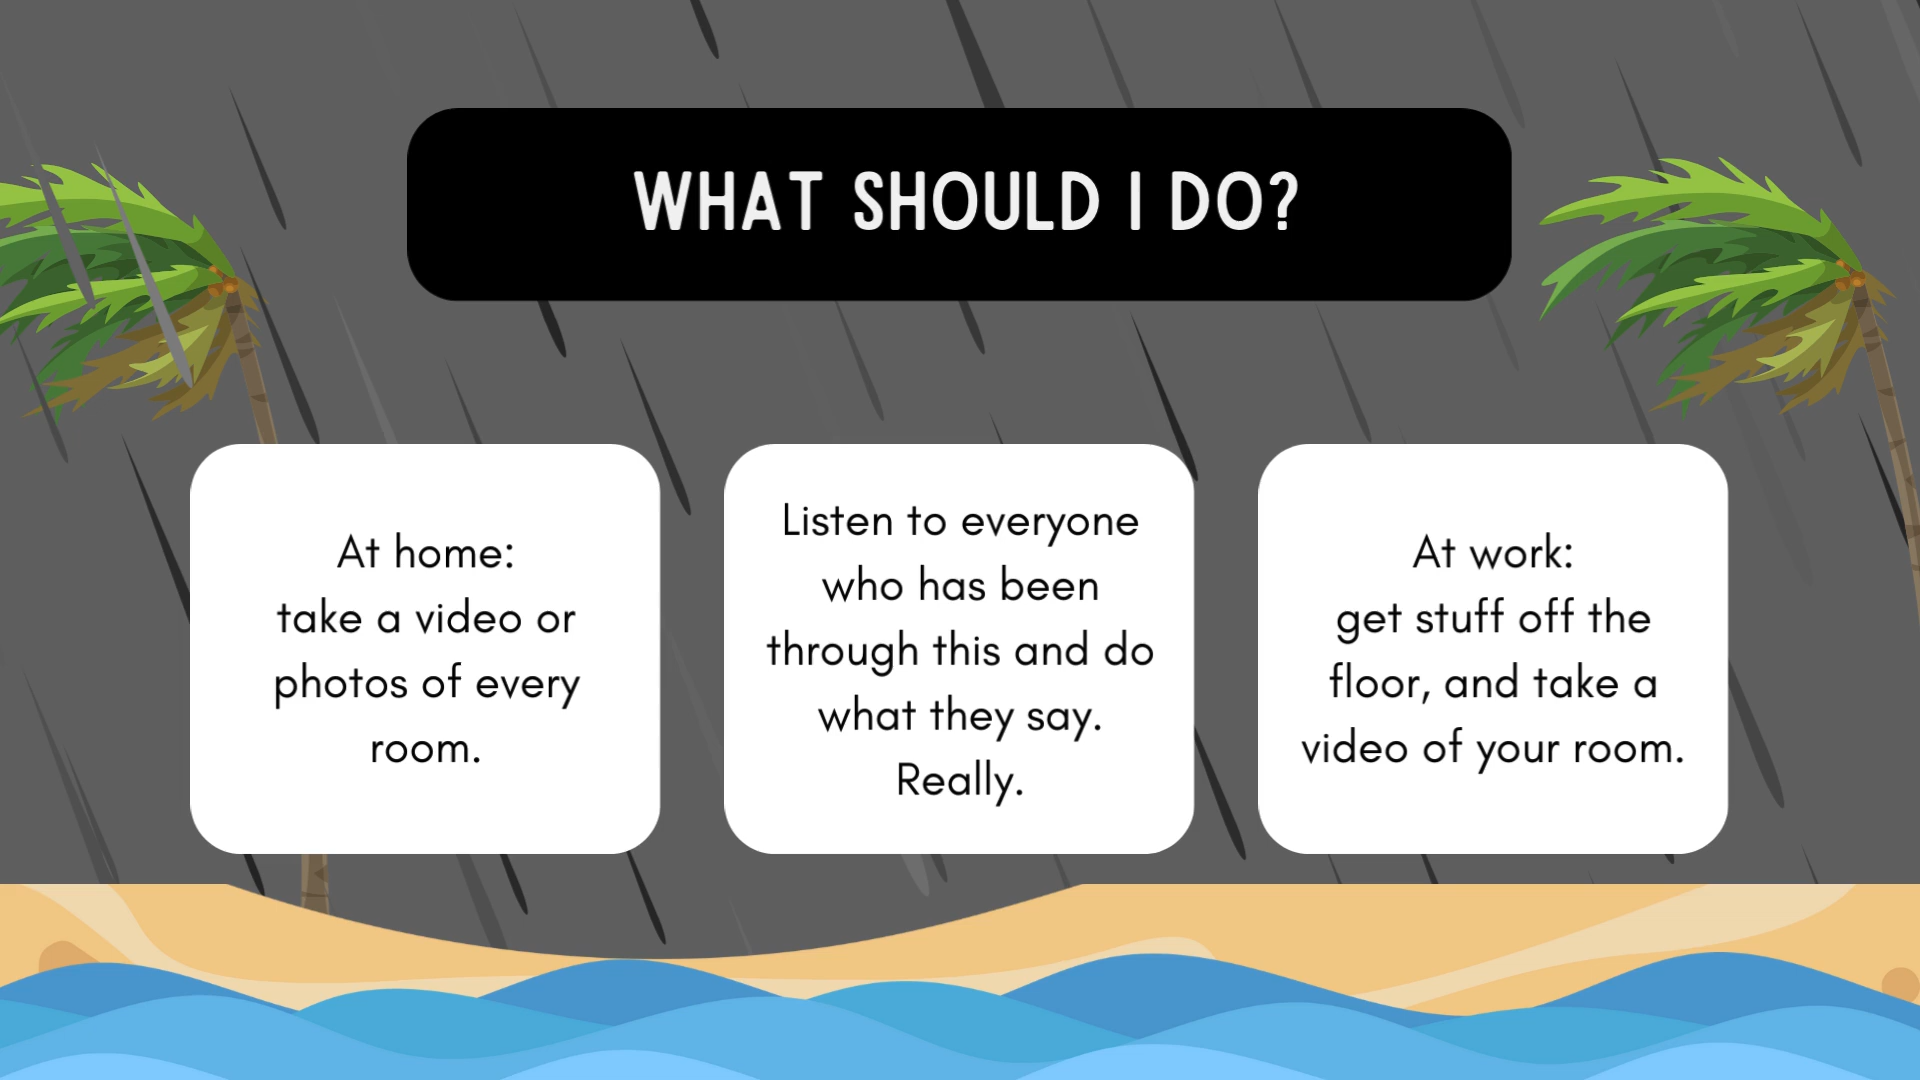 WHAT SHOULD I DO?
At home:
take a video or
photos of every
room.
Listen to everyone
who has been
through this and do
what they say.
Really.
At work:
get stuff off the
floor, and take a
video of your room.